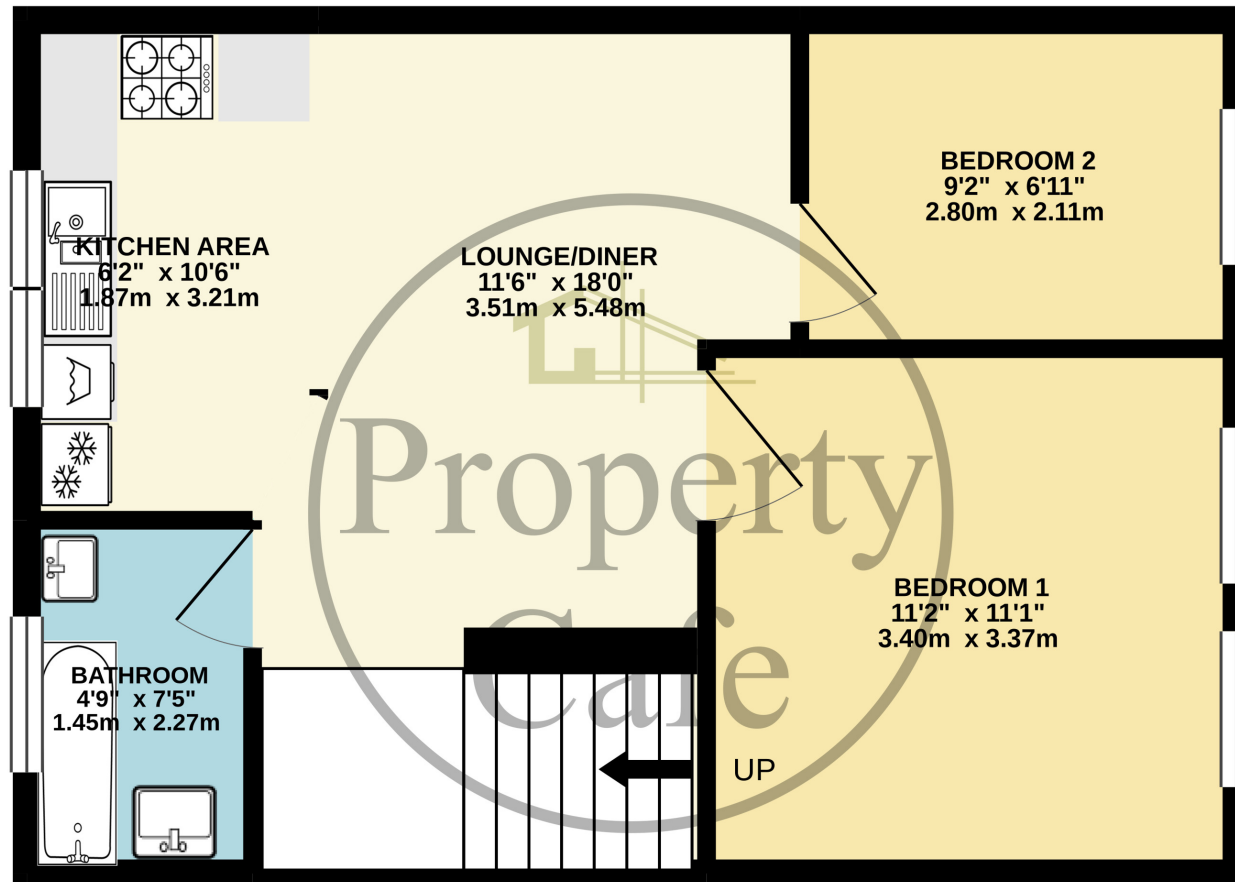 KITCHEN AREA
6'2" x 10'6"
1.87m x 3.21m
LOUNGE/DINER
11'6" x 18'0"
3.51m x 5.48m
BEDROOM 2
9'2" x 6'11"
2.80m x 2.11m
BEDROOM 1
11'2" x 11'1"
3.40m x 3.37m
BATHROOM
4'9" x 7'5"
1.45m x 2.27m
UP
Property
Cafe